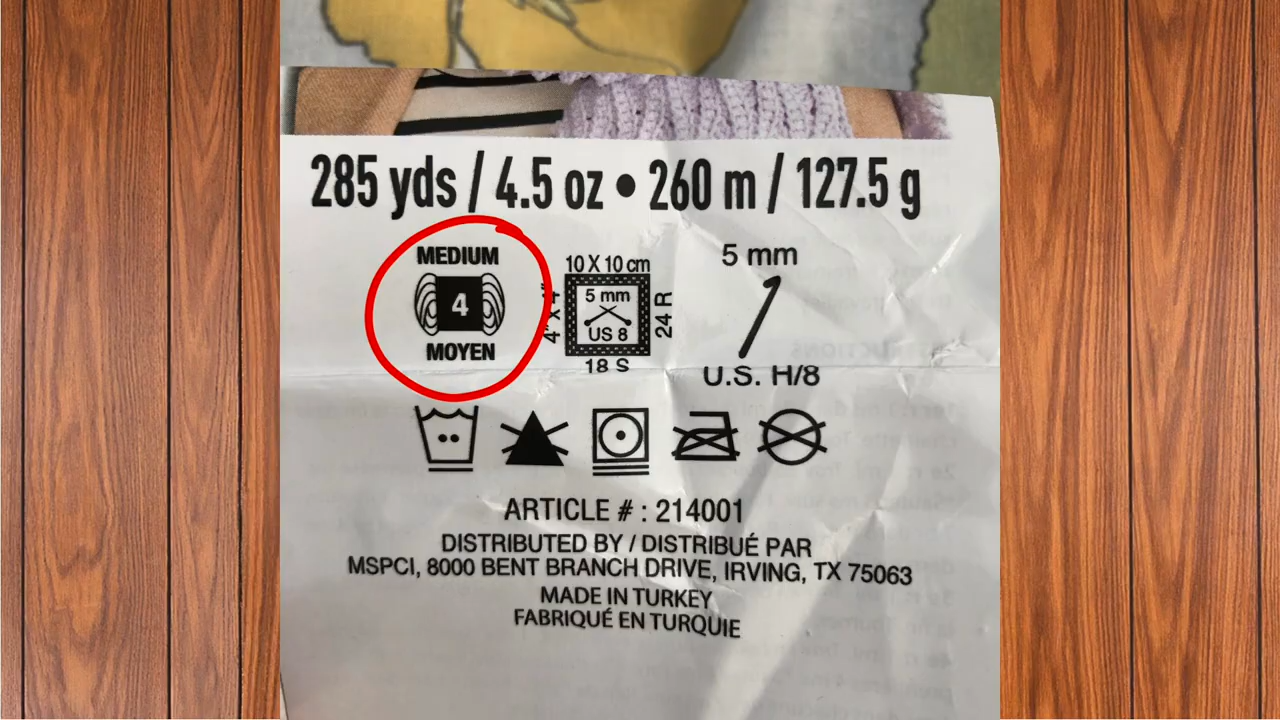 285 yds / 4.5 oz • 260 m / 127.5 g
MEDIUM
4
MOYEN
10 X 10 cm
4" x 4"
5 mm
US 8
24 R
18 S
5 mm
U.S. H/8
ARTICLE # : 214001
DISTRIBUTED BY / DISTRIBUÉ PAR
MSPCI, 8000 BENT BRANCH DRIVE, IRVING, TX 75063
MADE IN TURKEY
FABRIQUÉ EN TURQUIE